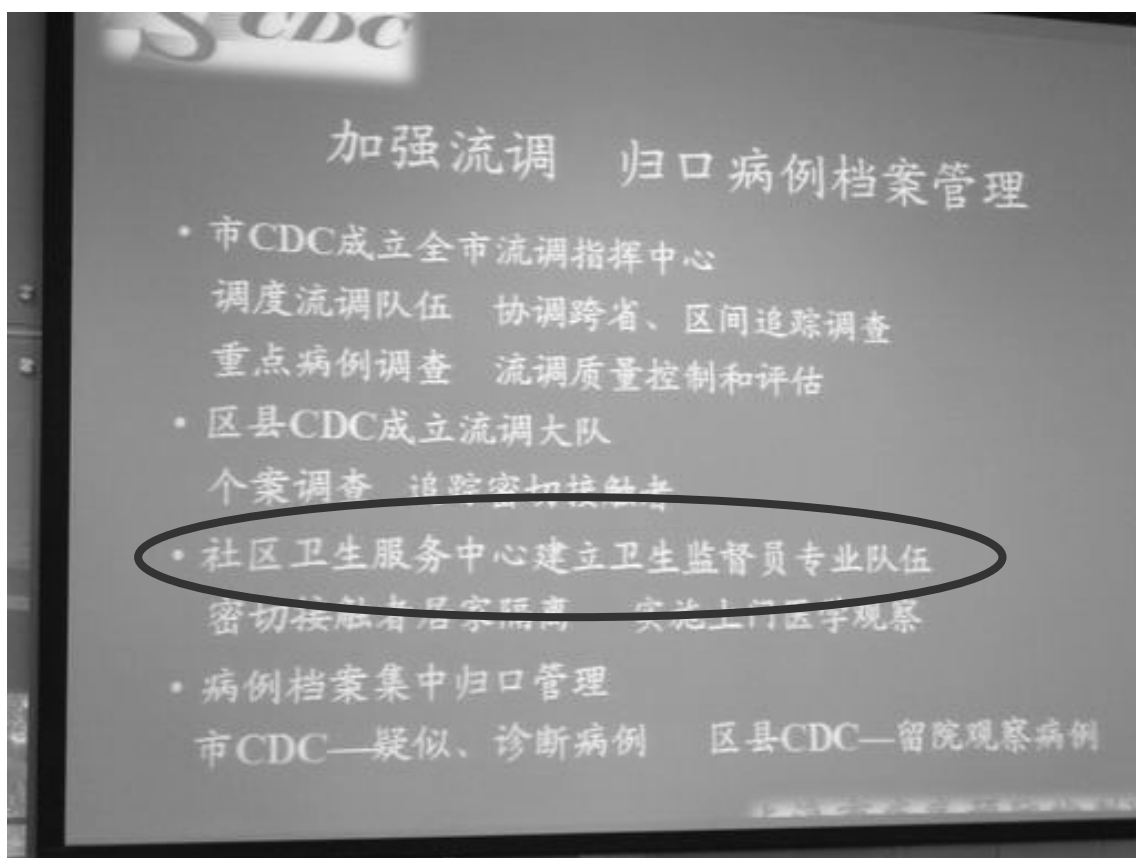 SCDC
加强流调 归口病例档案管理
• 市CDC成立全市流调指挥中心
调度流调队伍 协调跨省、区间追踪调查
重点病例调查 流调质量控制和评估
• 区县CDC成立流调大队
个案调查 追踪密切接触者
• 社区卫生服务中心建立卫生监督员专业队伍
密切接触者居家隔离 实施上门医学观察
• 病例档案集中归口管理
市CDC—疑似、诊断病例 区县CDC—留院观察病例